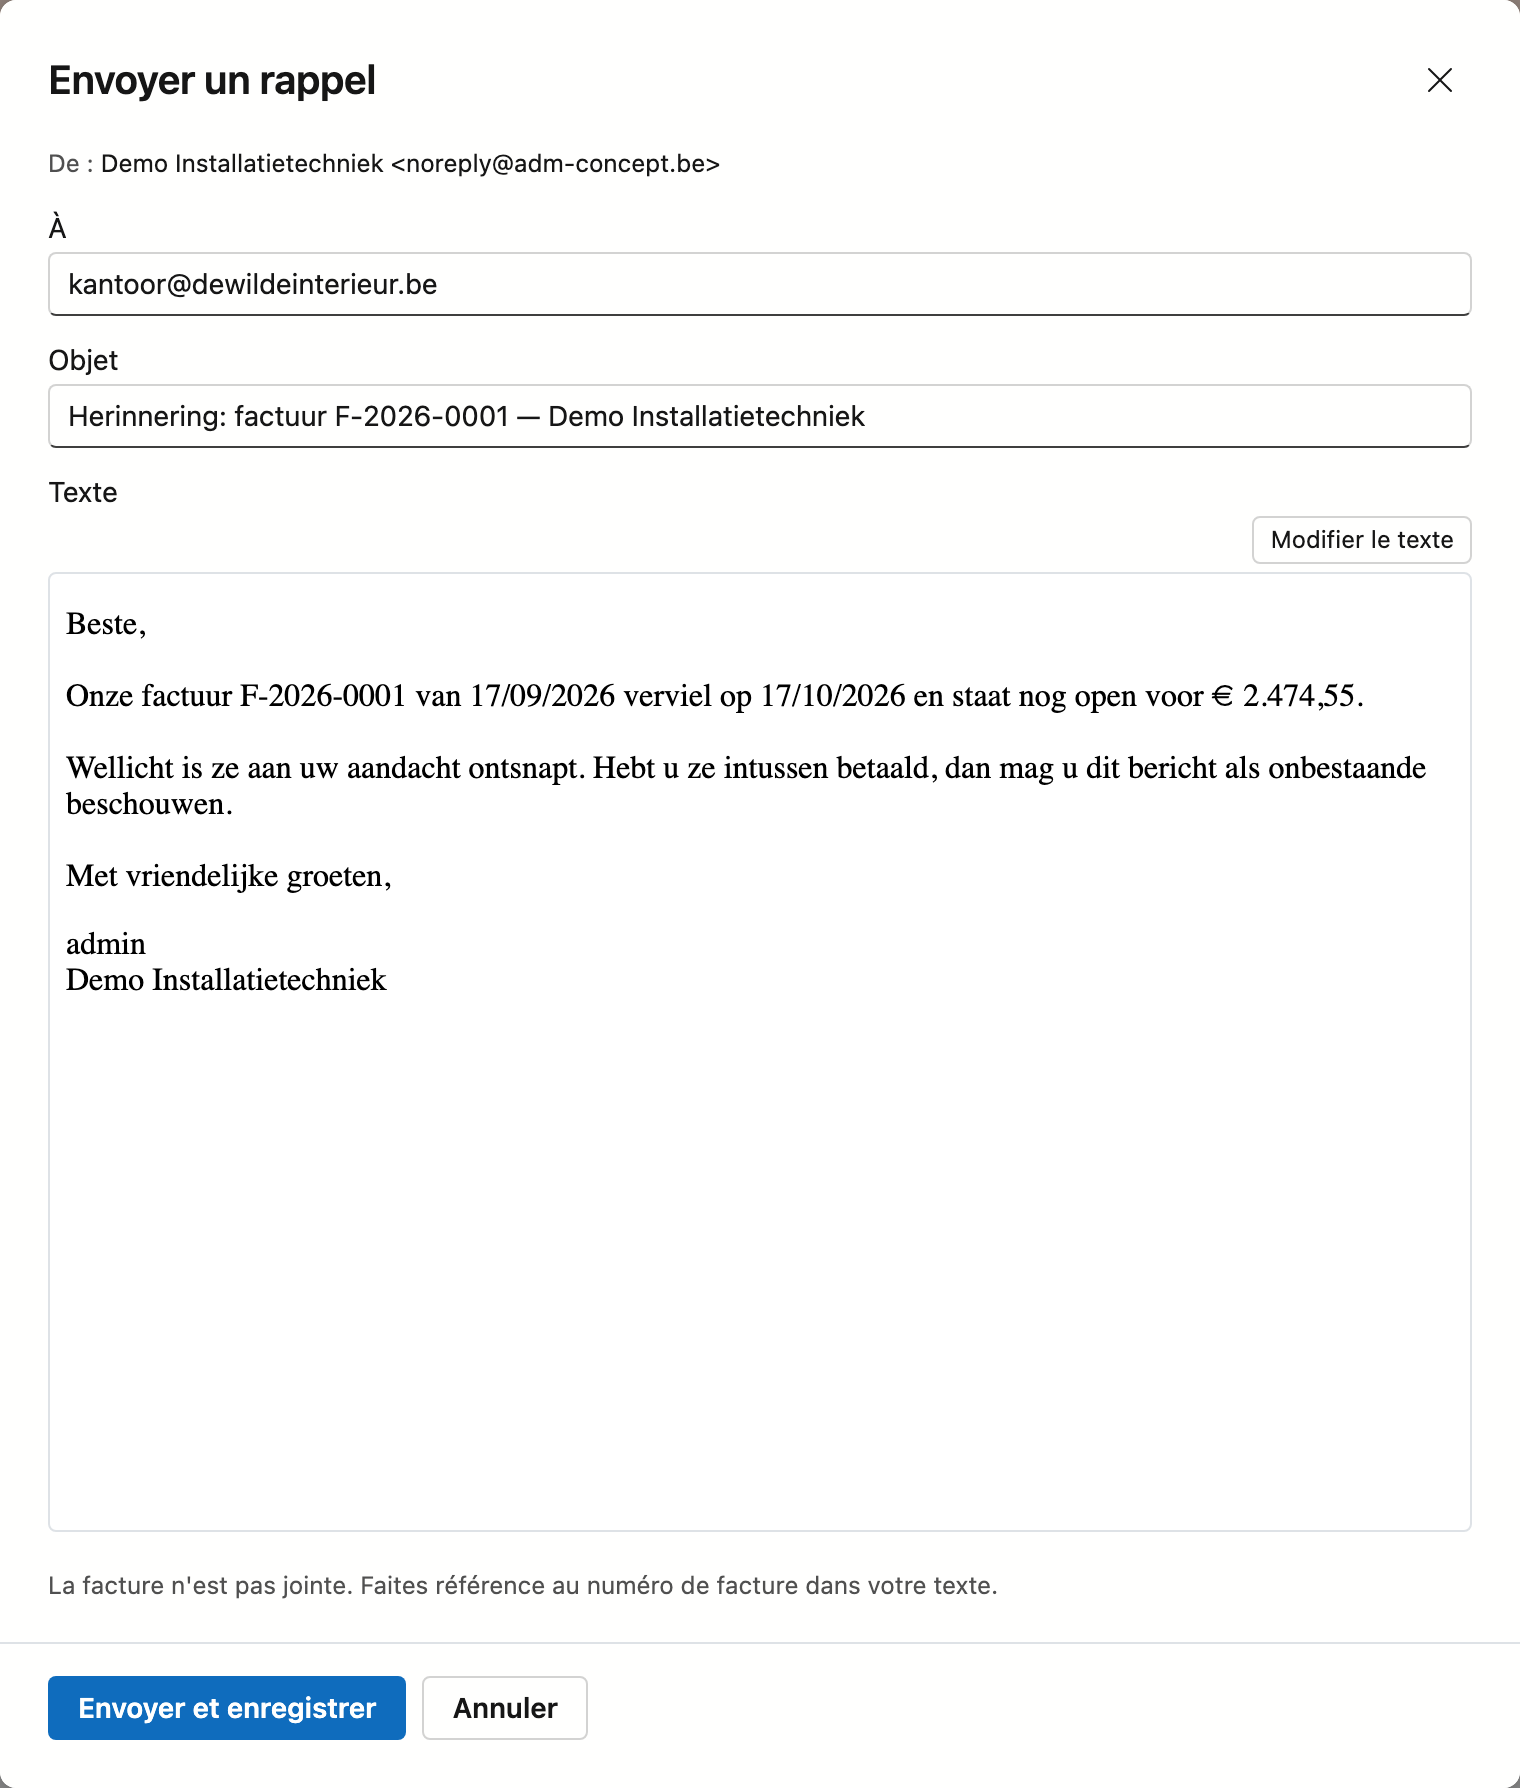 Envoyer un rappel
De : Demo Installatietechniek <noreply@adm-concept.be>
À
kantoor@dewildeinterieur.be
Objet
Herinnering: factuur F-2026-0001 — Demo Installatietechniek
Texte
Modifier le texte
Beste,
Onze factuur F-2026-0001 van 17/09/2026 verviel op 17/10/2026 en staat nog open voor € 2.474,55.
Wellicht is ze aan uw aandacht ontsnapt. Hebt u ze intussen betaald, dan mag u dit bericht als onbestaande
beschouwen.
Met vriendelijke groeten,
admin
Demo Installatietechniek
La facture n'est pas jointe. Faites référence au numéro de facture dans votre texte.
Envoyer et enregistrer
Annuler